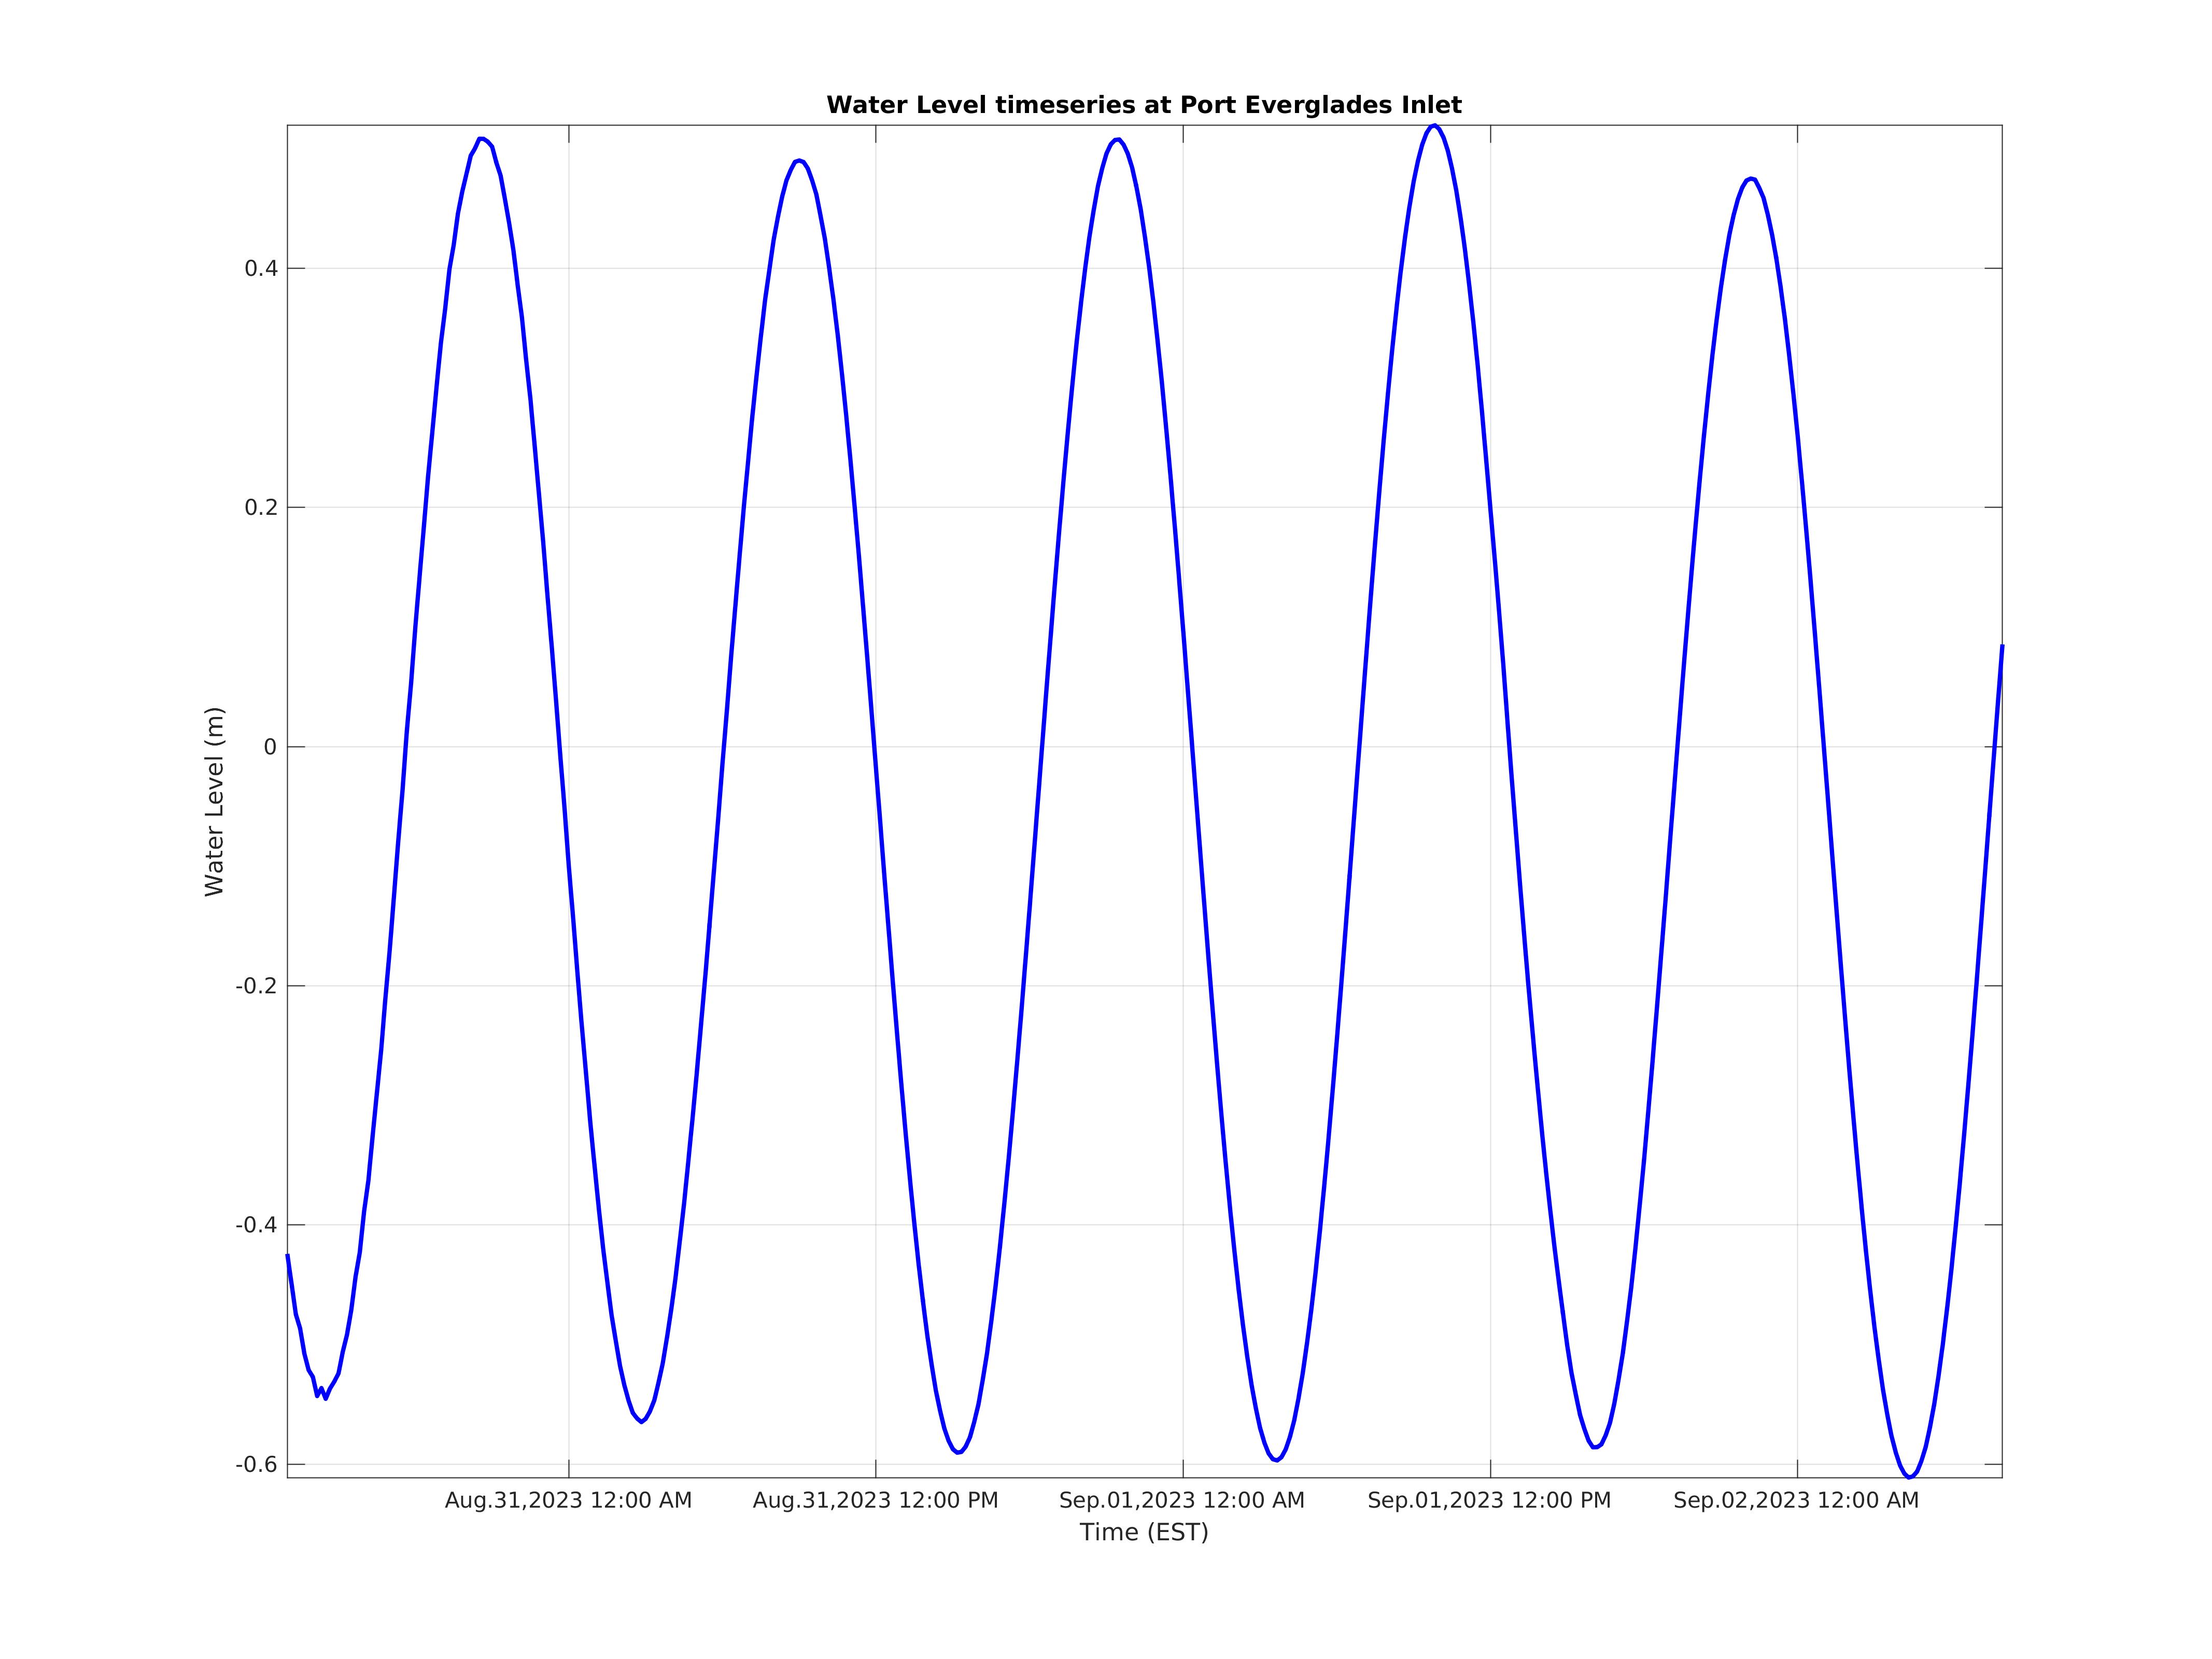 Water Level timeseries at Port Everglades Inlet
0.4
0.2
0
-0.2
-0.4
-0.6
Water Level (m)
Aug.31,2023 12:00 AM
Aug.31,2023 12:00 PM
Sep.01,2023 12:00 AM
Sep.01,2023 12:00 PM
Sep.02,2023 12:00 AM
Time (EST)